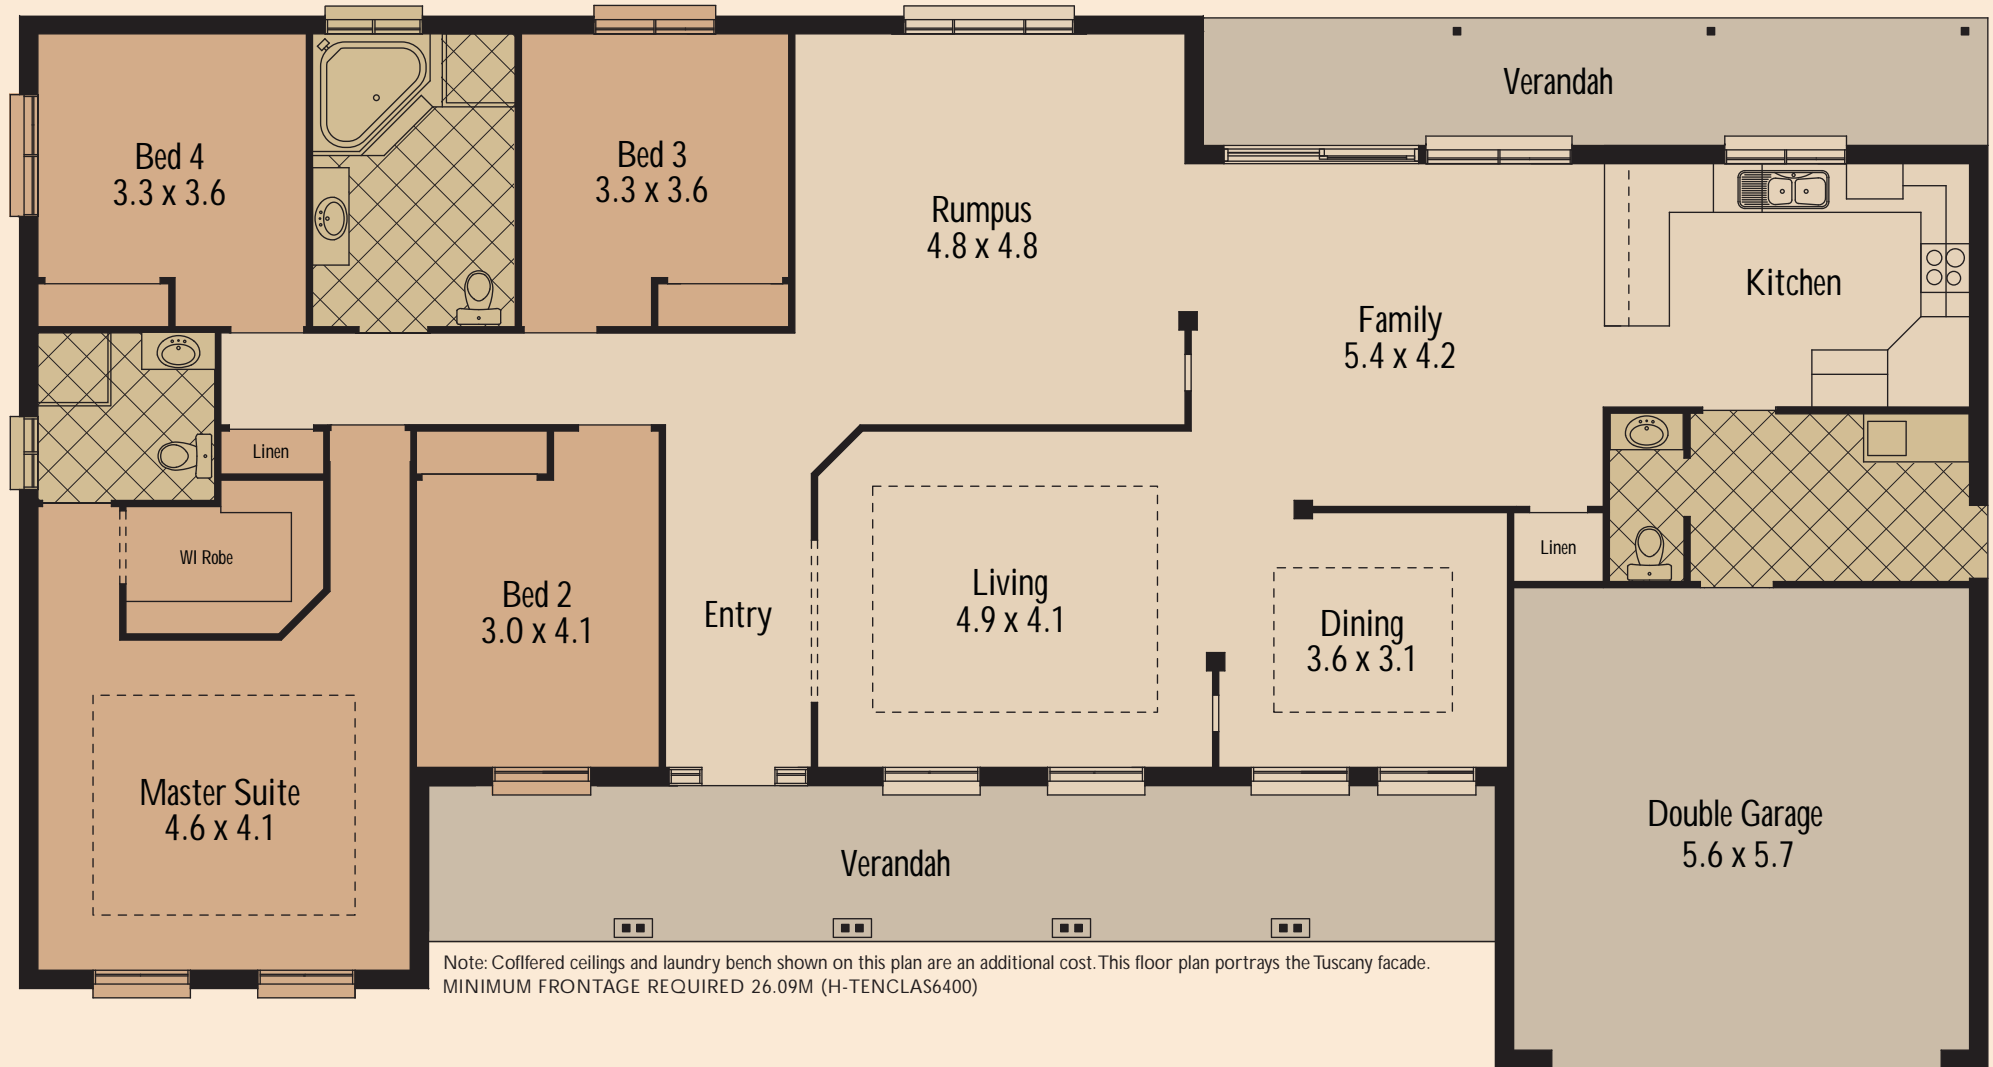 Verandah
Bed 4
3.3 x 3.6
Bed 3
3.3 x 3.6
Rumpus
4.8 x 4.8
Kitchen
Family
5.4 x 4.2
Linen
WI Robe
Linen
Bed 2
3.0 x 4.1
Entry
Living
4.9 x 4.1
Dining
3.6 x 3.1
Master Suite
4.6 x 4.1
Double Garage
5.6 x 5.7
Verandah
Note: Coflfered ceilings and laundry bench shown on this plan are an additional cost. This floor plan portrays the Tuscany facade.
MINIMUM FRONTAGE REQUIRED 26.09M (H-TENCLAS6400)